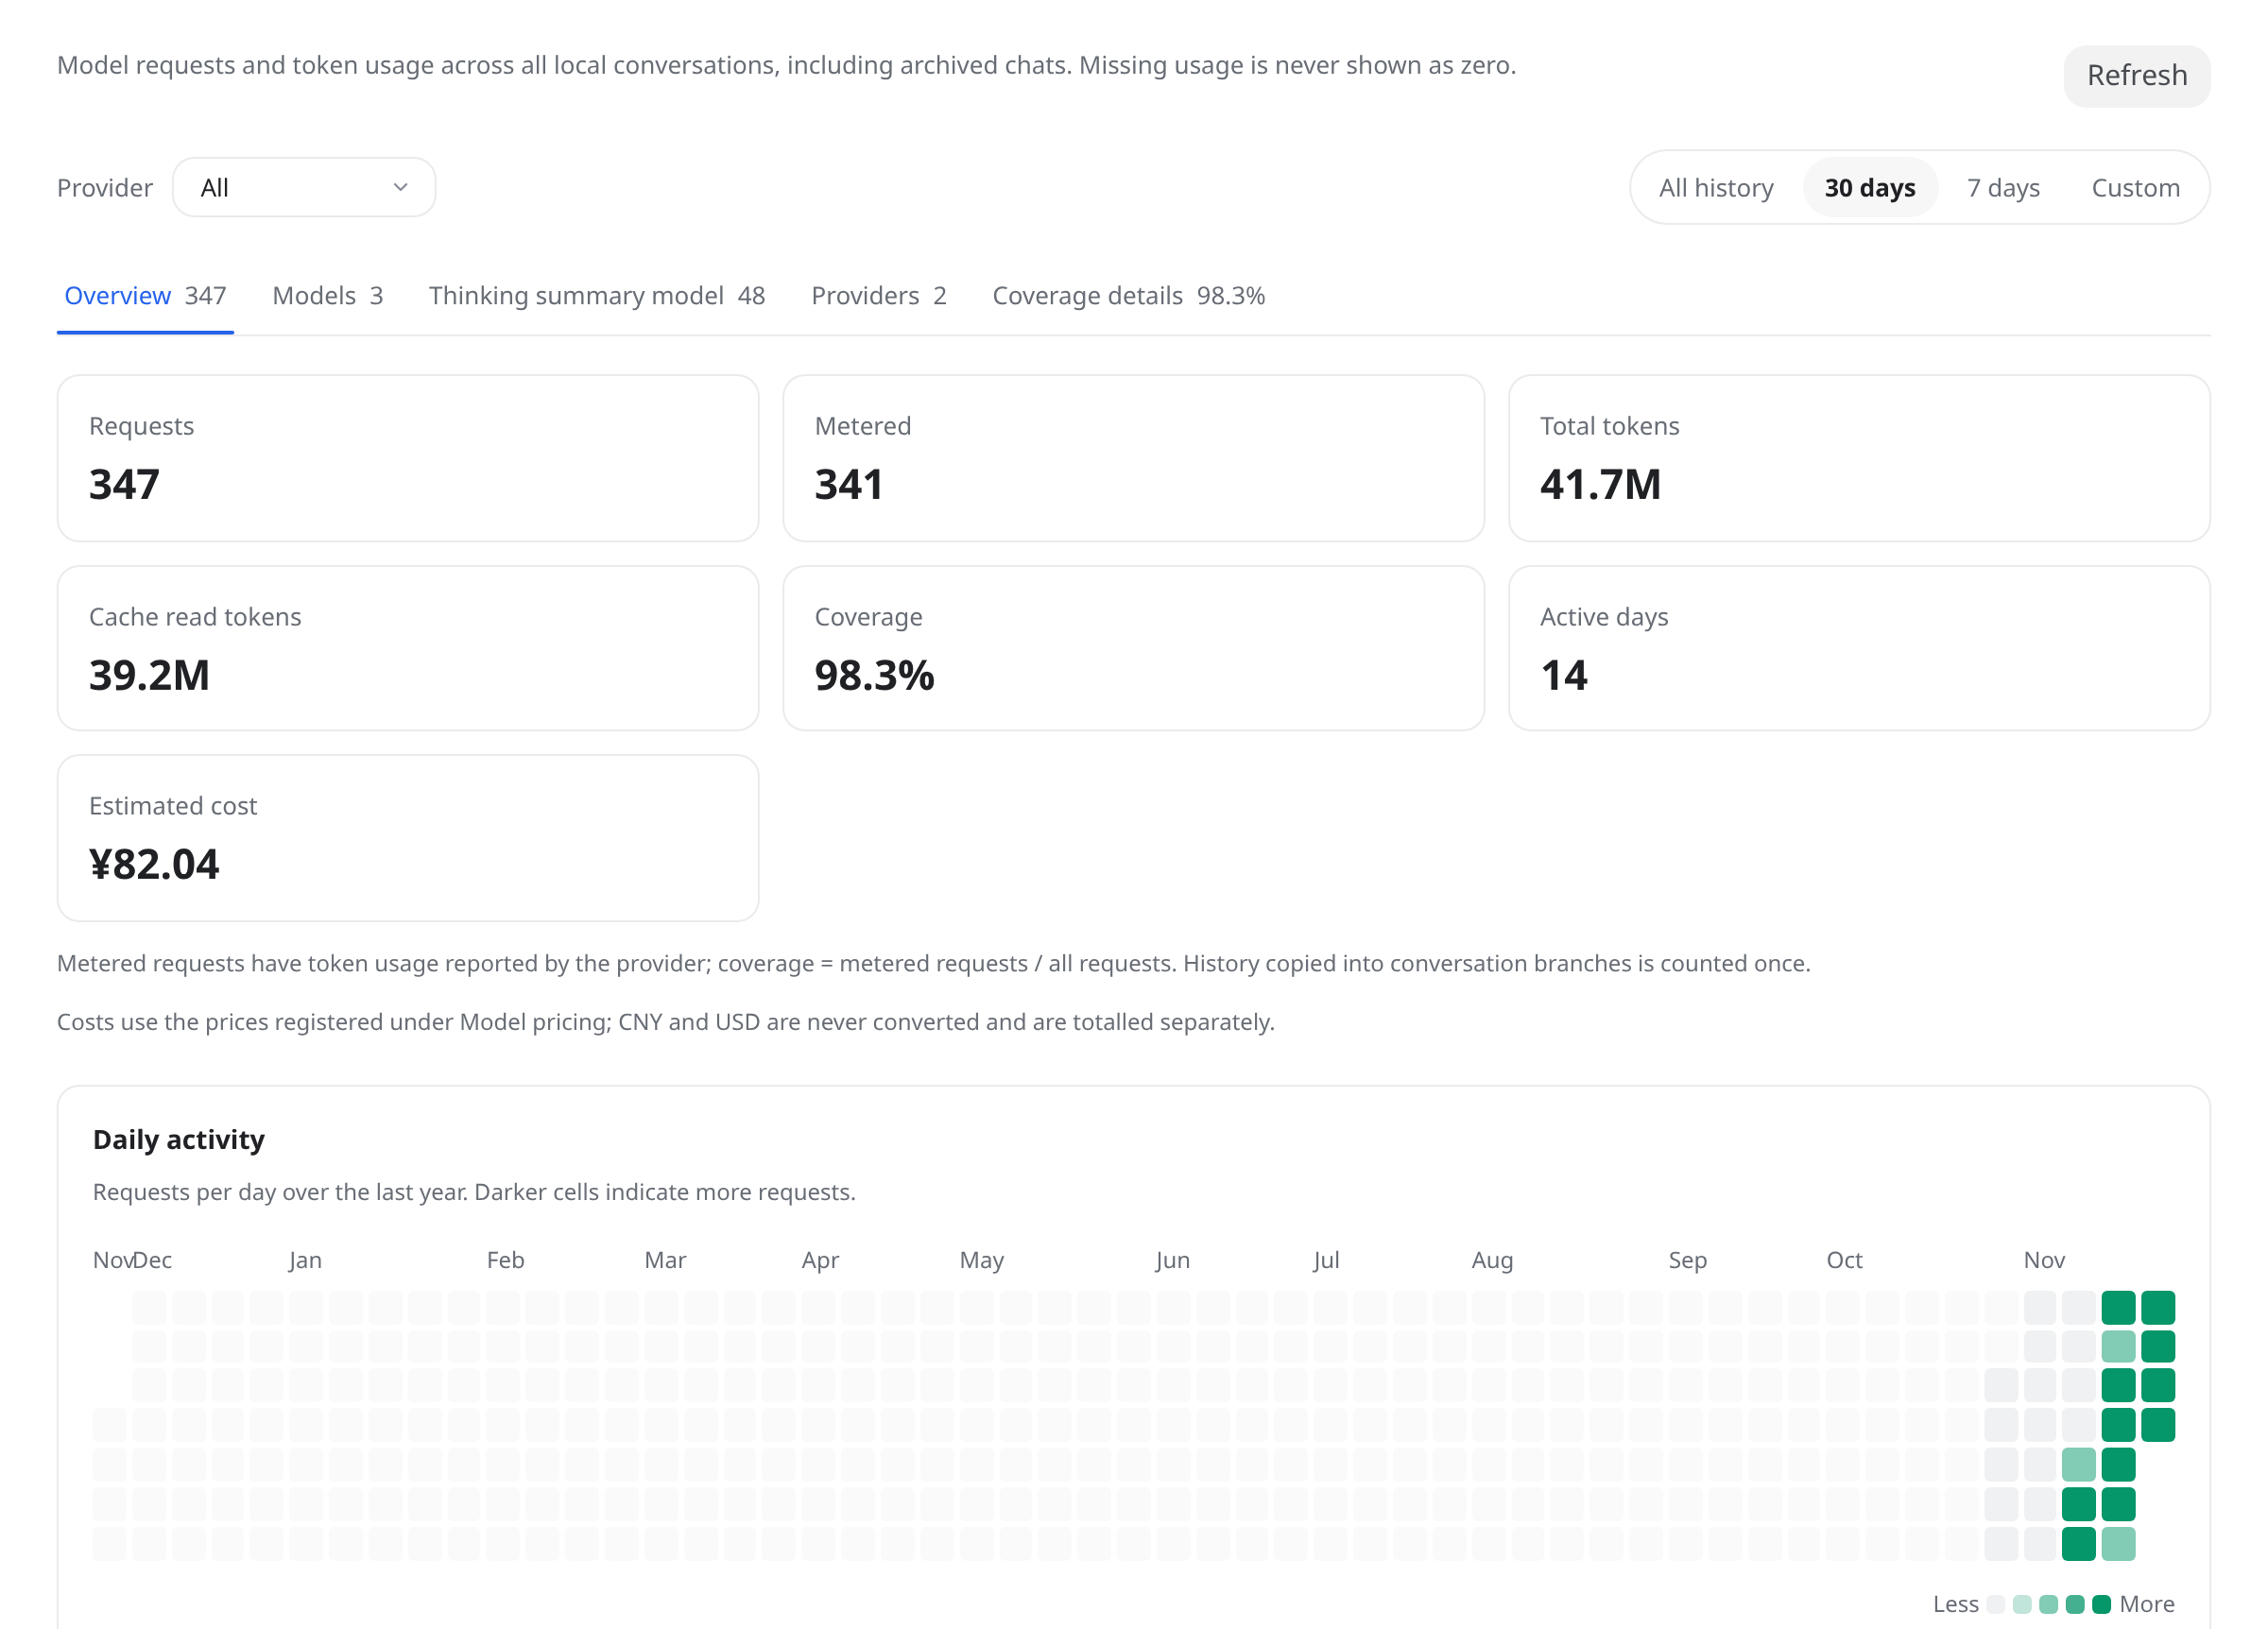 Model requests and token usage across all local conversations, including archived chats. Missing usage is never shown as zero.
Refresh
Provider All
All history 30 days 7 days Custom
Overview 347 Models 3 Thinking summary model 48 Providers 2 Coverage details 98.3%
Requests
347
Metered
341
Total tokens
41.7M
Cache read tokens
39.2M
Coverage
98.3%
Active days
14
Estimated cost
¥82.04
Metered requests have token usage reported by the provider; coverage = metered requests / all requests. History copied into conversation branches is counted once.
Costs use the prices registered under Model pricing; CNY and USD are never converted and are totalled separately.
Daily activity
Requests per day over the last year. Darker cells indicate more requests.
Nov Dec Jan Feb Mar Apr May Jun Jul Aug Sep Oct Nov
Less More